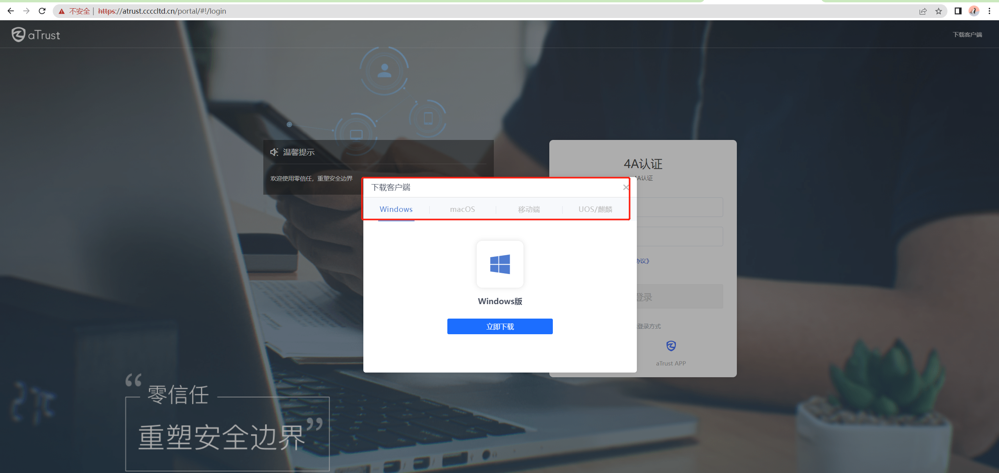 不安全 | https://atrust.ccccltd.cn/portal/#!/login
aTrust
下载客户端
温馨提示
欢迎使用零信任，重塑安全边界
4A认证
4A认证
下载客户端
Windows
macOS
移动端
UOS/麒麟
Windows版
立即下载
协议》
登录
登录方式
aTrust APP
“零信任
重塑安全边界”